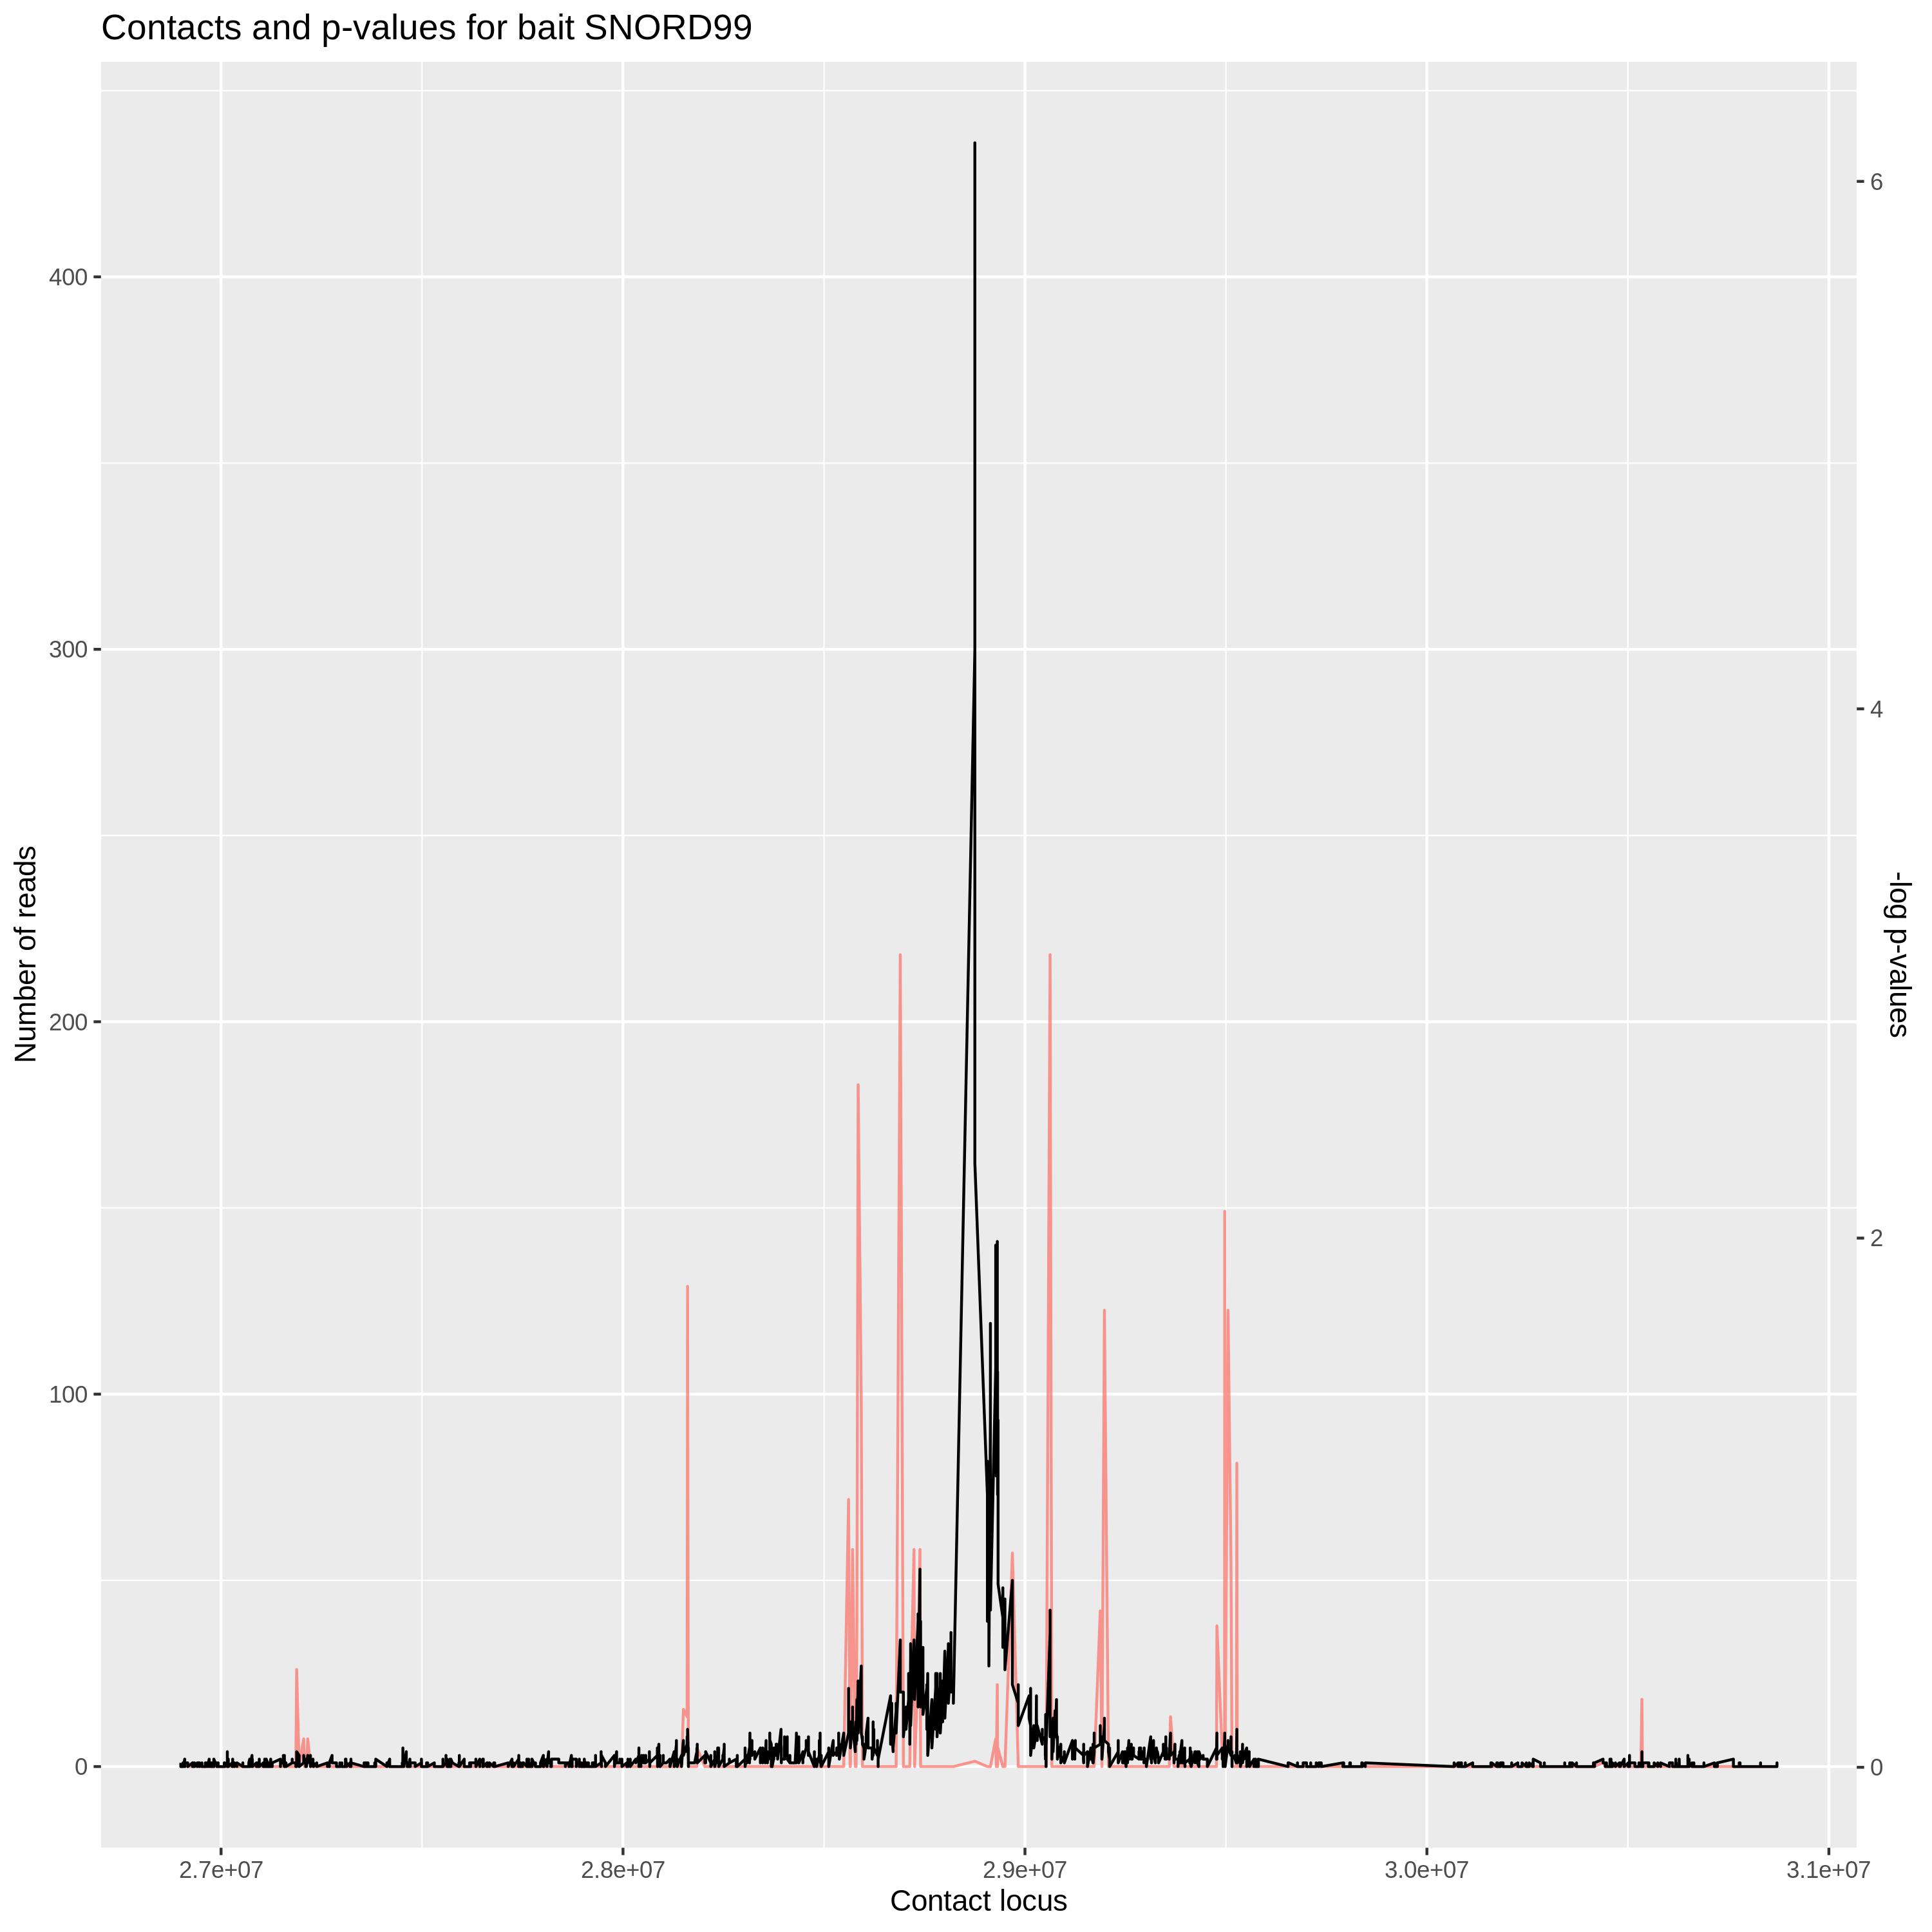 Contacts and p-values for bait SNORD99
Number of reads
400
300
200
100
0
6
4
2
0
-log p-values
2.7e+07 2.8e+07 2.9e+07 3.0e+07 3.1e+07
Contact locus